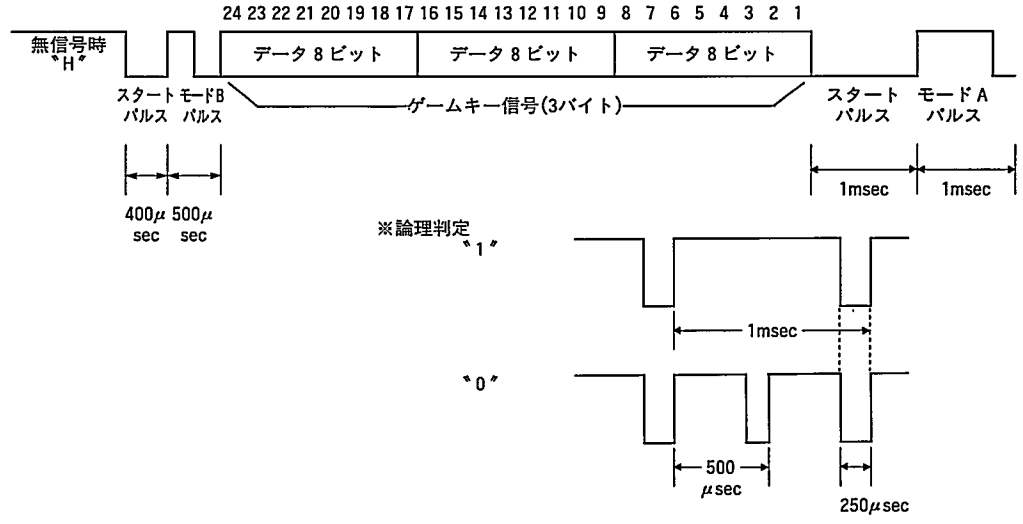 24 23 22 21 20 19 18 17 16 15 14 13 12 11 10 9 8 7 6 5 4 3 2 1
無信号時
〝H〞
データ 8 ビット
データ 8 ビット
データ 8 ビット
スタート
パルス
モードB
パルス
ゲームキー信号(3バイト)
スタート
パルス
モード A
パルス
400μ
sec
500μ
sec
1msec
1msec
※論理判定
〝1〞
1msec
〝0〞
500
μsec
250μsec